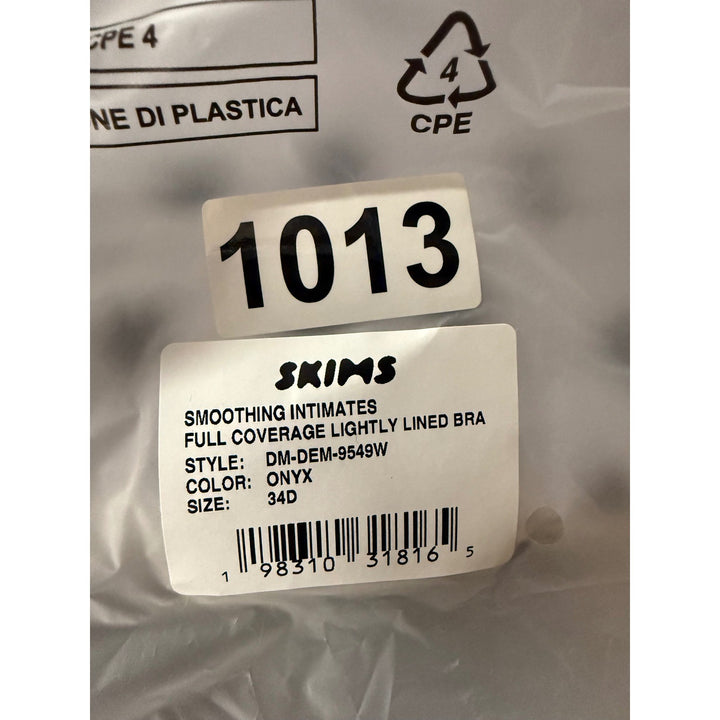 CPE 4
NE DI PLASTICA
4
CPE
1013
SKIMS
SMOOTHING INTIMATES
FULL COVERAGE LIGHTLY LINED BRA
STYLE: DM-DEM-9549W
COLOR: ONYX
SIZE: 34D
1 98310 31816 5